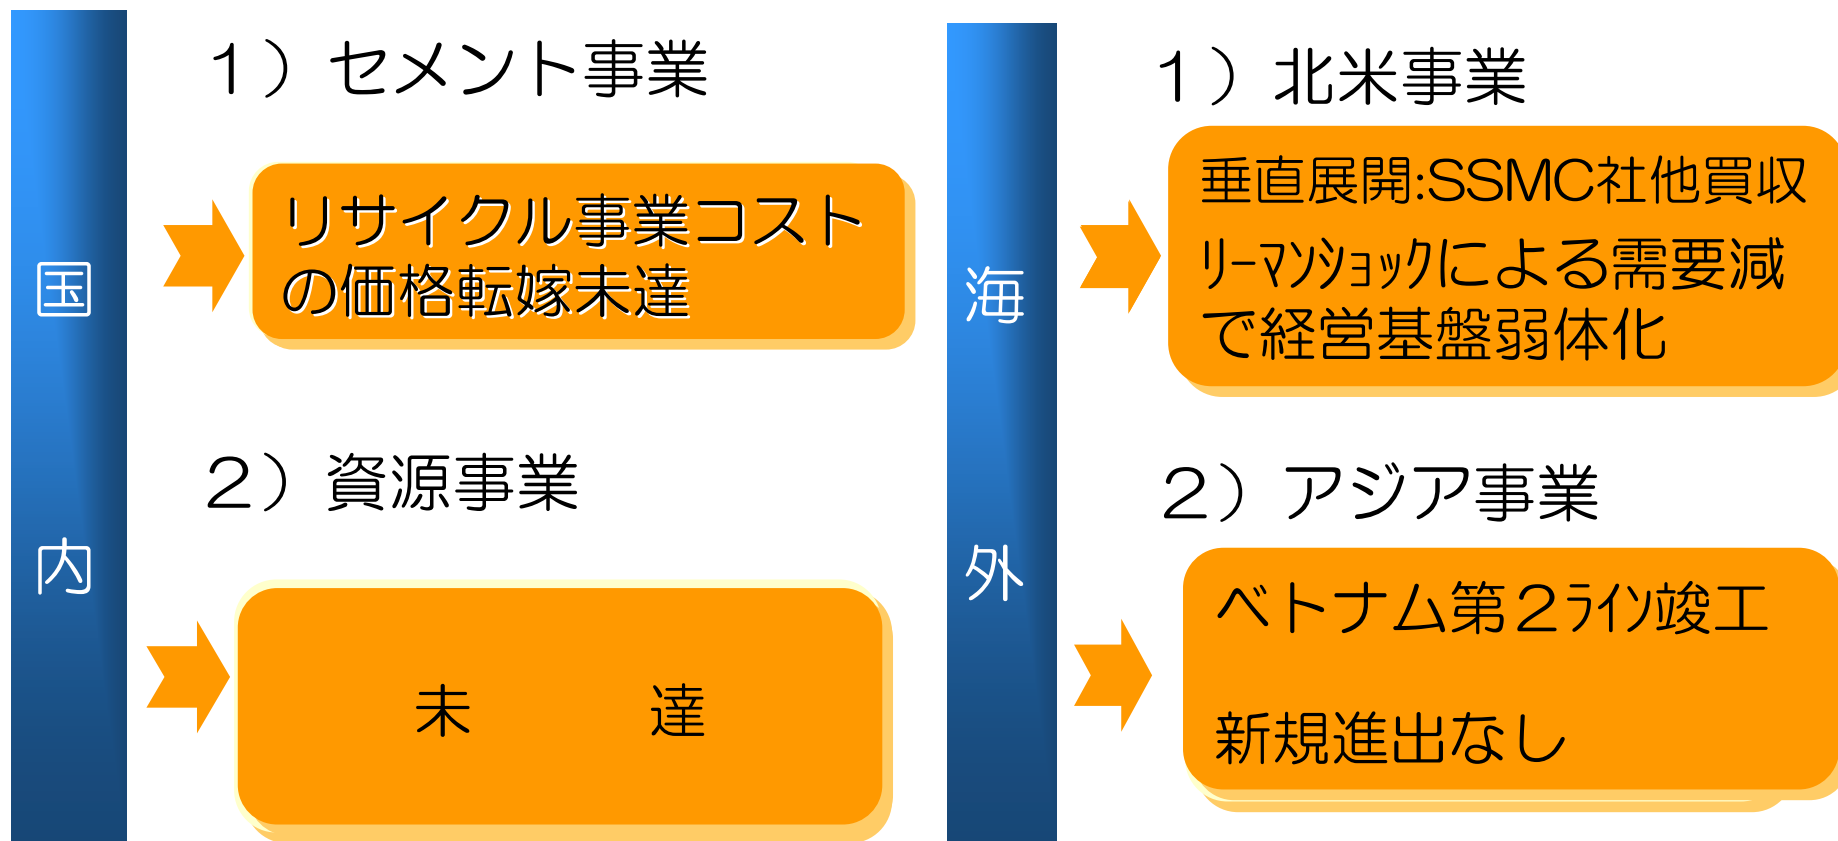 国内
１）セメント事業
リサイクル事業コスト
の価格転嫁未達
２）資源事業
未　　　達
海外
１）北米事業
垂直展開:SSMC社他買収
ﾘｰﾏﾝｼｮｯｸによる需要減
で経営基盤弱体化
２）アジア事業
ベトナム第２ﾗｲﾝ竣工
新規進出なし